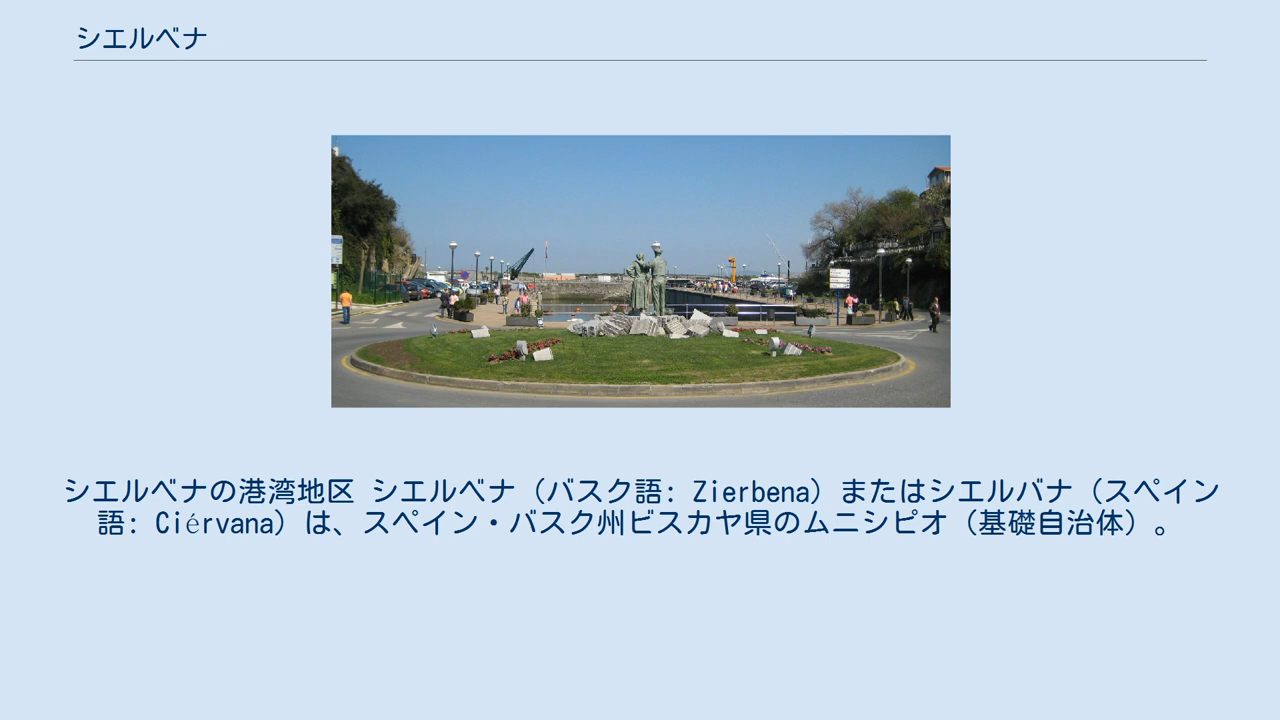 シエルベナ
シエルベナの港湾地区 シエルベナ（バスク語: Zierbena）またはシエルバナ（スペイン
語: Ciérvana）は、スペイン・バスク州ビスカヤ県のムニシピオ（基礎自治体）。